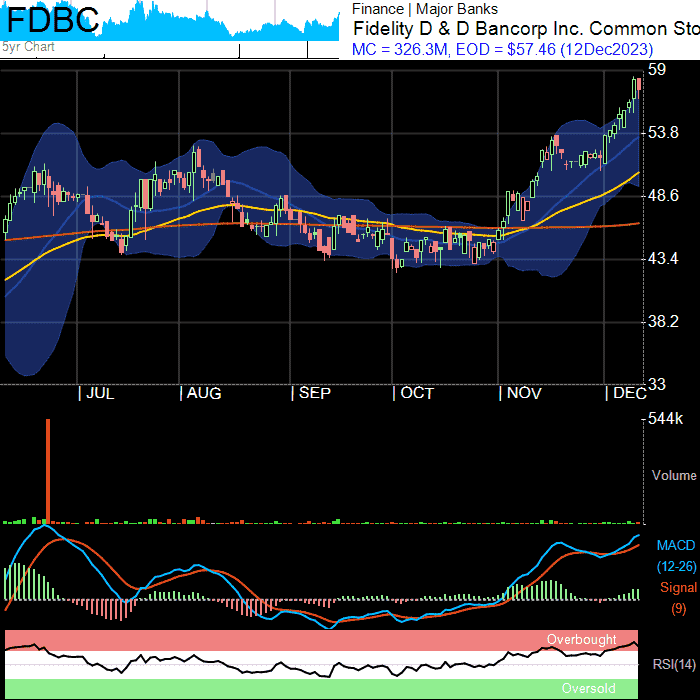 FDBC
5yr Chart
Finance | Major Banks
Fidelity D & D Bancorp Inc. Common Sto
MC = 326.3M, EOD = $57.46 (12Dec2023)
59
53.8
48.6
43.4
38.2
33
| JUL | AUG | SEP | OCT | NOV | DEC
544k
Volume
MACD
(12-26)
Signal
(9)
Overbought
RSI(14)
Oversold